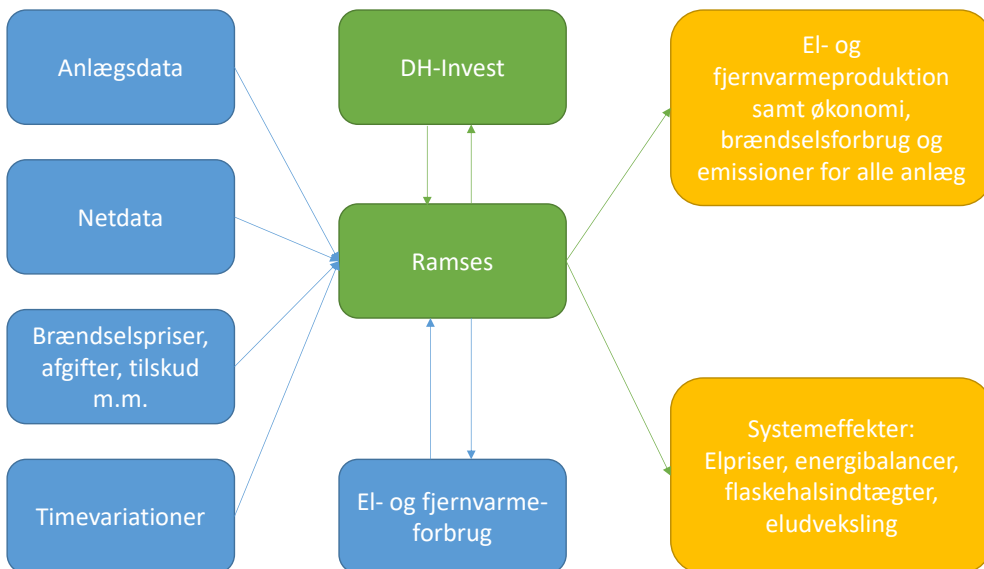 Anlægsdata
Netdata
Brændselspriser,
afgifter, tilskud
m.m.
Timevariationer
DH-Invest
Ramses
El- og fjernvarme-
forbrug
El- og
fjernvarmeproduktion
samt økonomi,
brændselsforbrug og
emissioner for alle anlæg
Systemeffekter:
Elpriser, energibalancer,
flaskehalsindtægter,
eludveksling